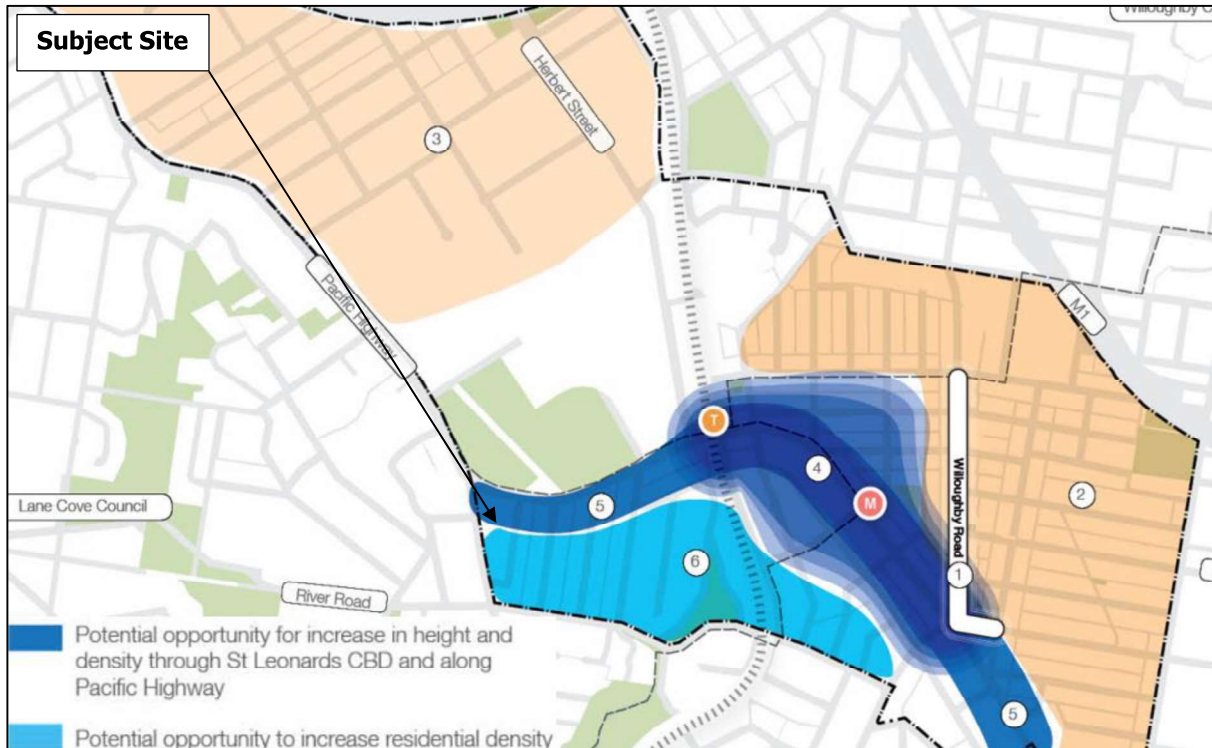 Subject Site
Willoughby
Herbert Street
3
Pacific Highway
M1
T
4
5
M
2
Willoughby Road
Lane Cove Council
6
1
River Road
5
Potential opportunity for increase in height and
density through St Leonards CBD and along
Pacific Highway
Potential opportunity to increase residential density